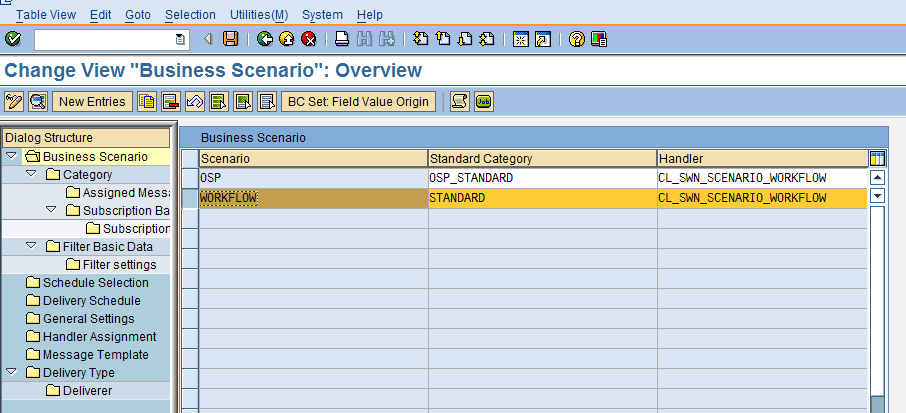 Table View Edit Goto Selection Utilities(M) System Help
Change View "Business Scenario": Overview
New Entries BC Set: Field Value Origin Job
Dialog Structure
Business Scenario
Category
Assigned Messa
Subscription Ba
Subscription
Filter Basic Data
Filter settings
Schedule Selection
Delivery Schedule
General Settings
Handler Assignment
Message Template
Delivery Type
Deliverer
Business Scenario
Scenario Standard Category Handler
OSP OSP_STANDARD CL_SWN_SCENARIO_WORKFLOW
WORKFLOW STANDARD CL_SWN_SCENARIO_WORKFLOW